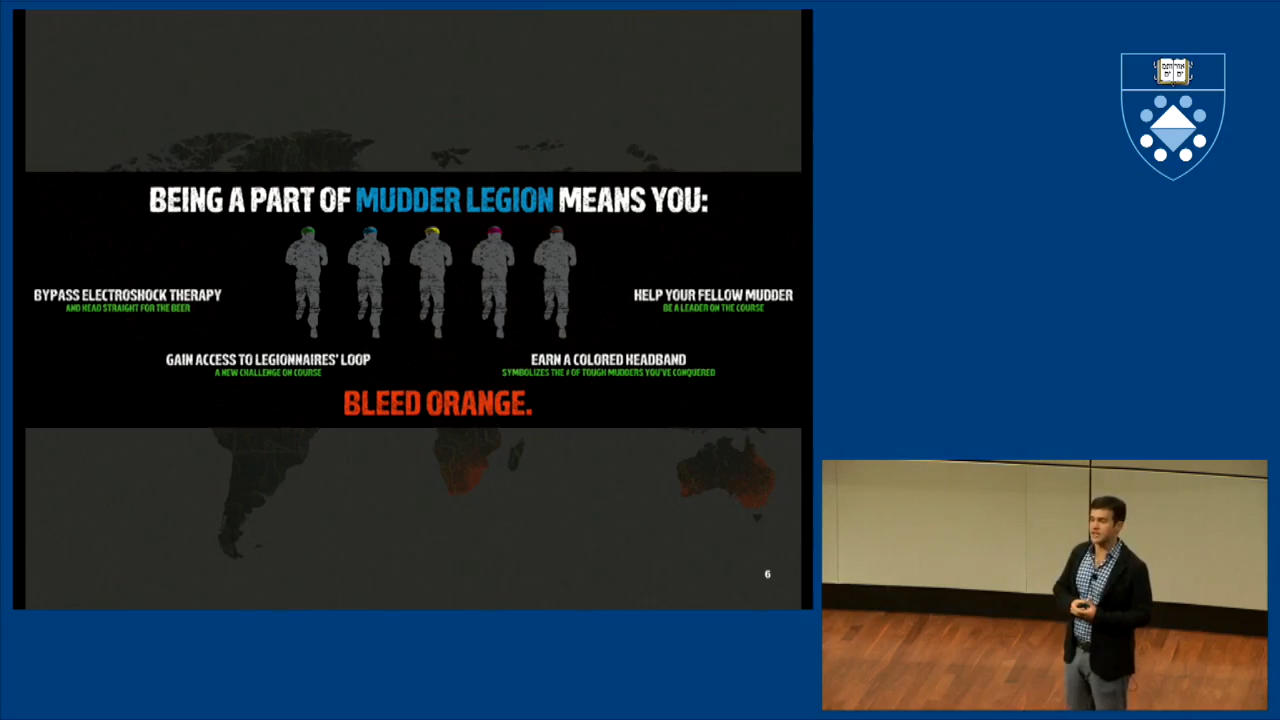 BEING A PART OF MUDDER LEGION MEANS YOU:
BYPASS ELECTROSHOCK THERAPY
AND HEAD STRAIGHT FOR THE BEER
HELP YOUR FELLOW MUDDER
BE A LEADER ON THE COURSE
GAIN ACCESS TO LEGIONNAIRES' LOOP
A NEW CHALLENGE ON COURSE
EARN A COLORED HEADBAND
SYMBOLIZES THE # OF TOUGH MUDDERS YOU'VE CONQUERED
BLEED ORANGE.
6